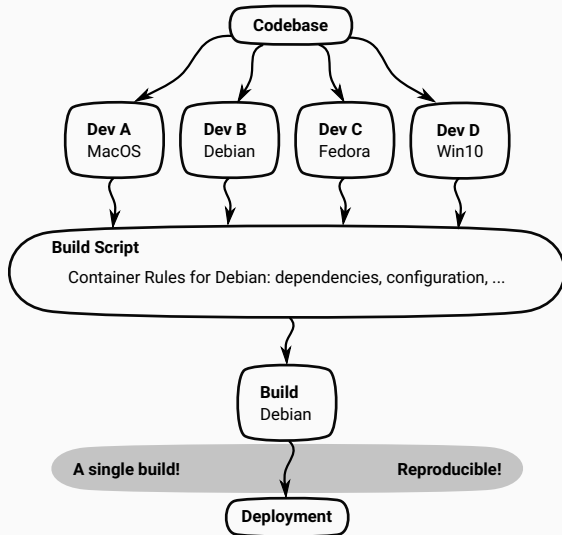 Codebase
Dev A
MacOS
Dev B
Debian
Dev C
Fedora
Dev D
Win10
Build Script
Container Rules for Debian: dependencies, configuration, ...
Build
Debian
A single build!
Reproducible!
Deployment